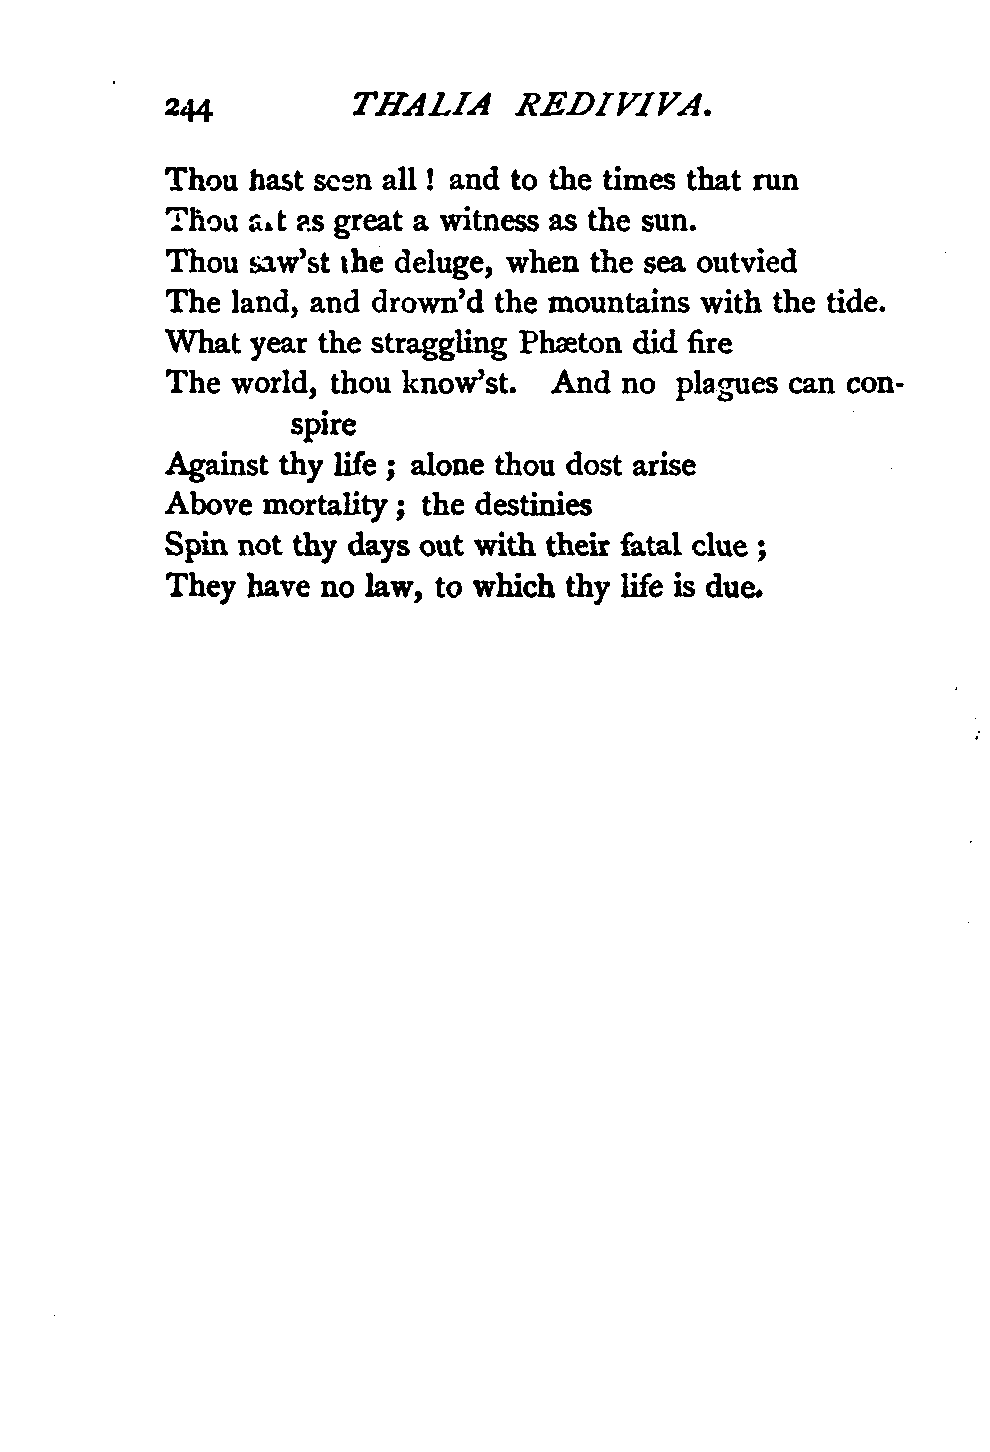 244 THALIA REDIVIVA.
Thou hast seen all ! and to the times that run
Thou art as great a witness as the sun.
Thou saw'st the deluge, when the sea outvied
The land, and drown'd the mountains with the tide.
What year the straggling Phæton did fire
The world, thou know'st. And no plagues can con-
spire
Against thy life ; alone thou dost arise
Above mortality ; the destinies
Spin not thy days out with their fatal clue ;
They have no law, to which thy life is due.